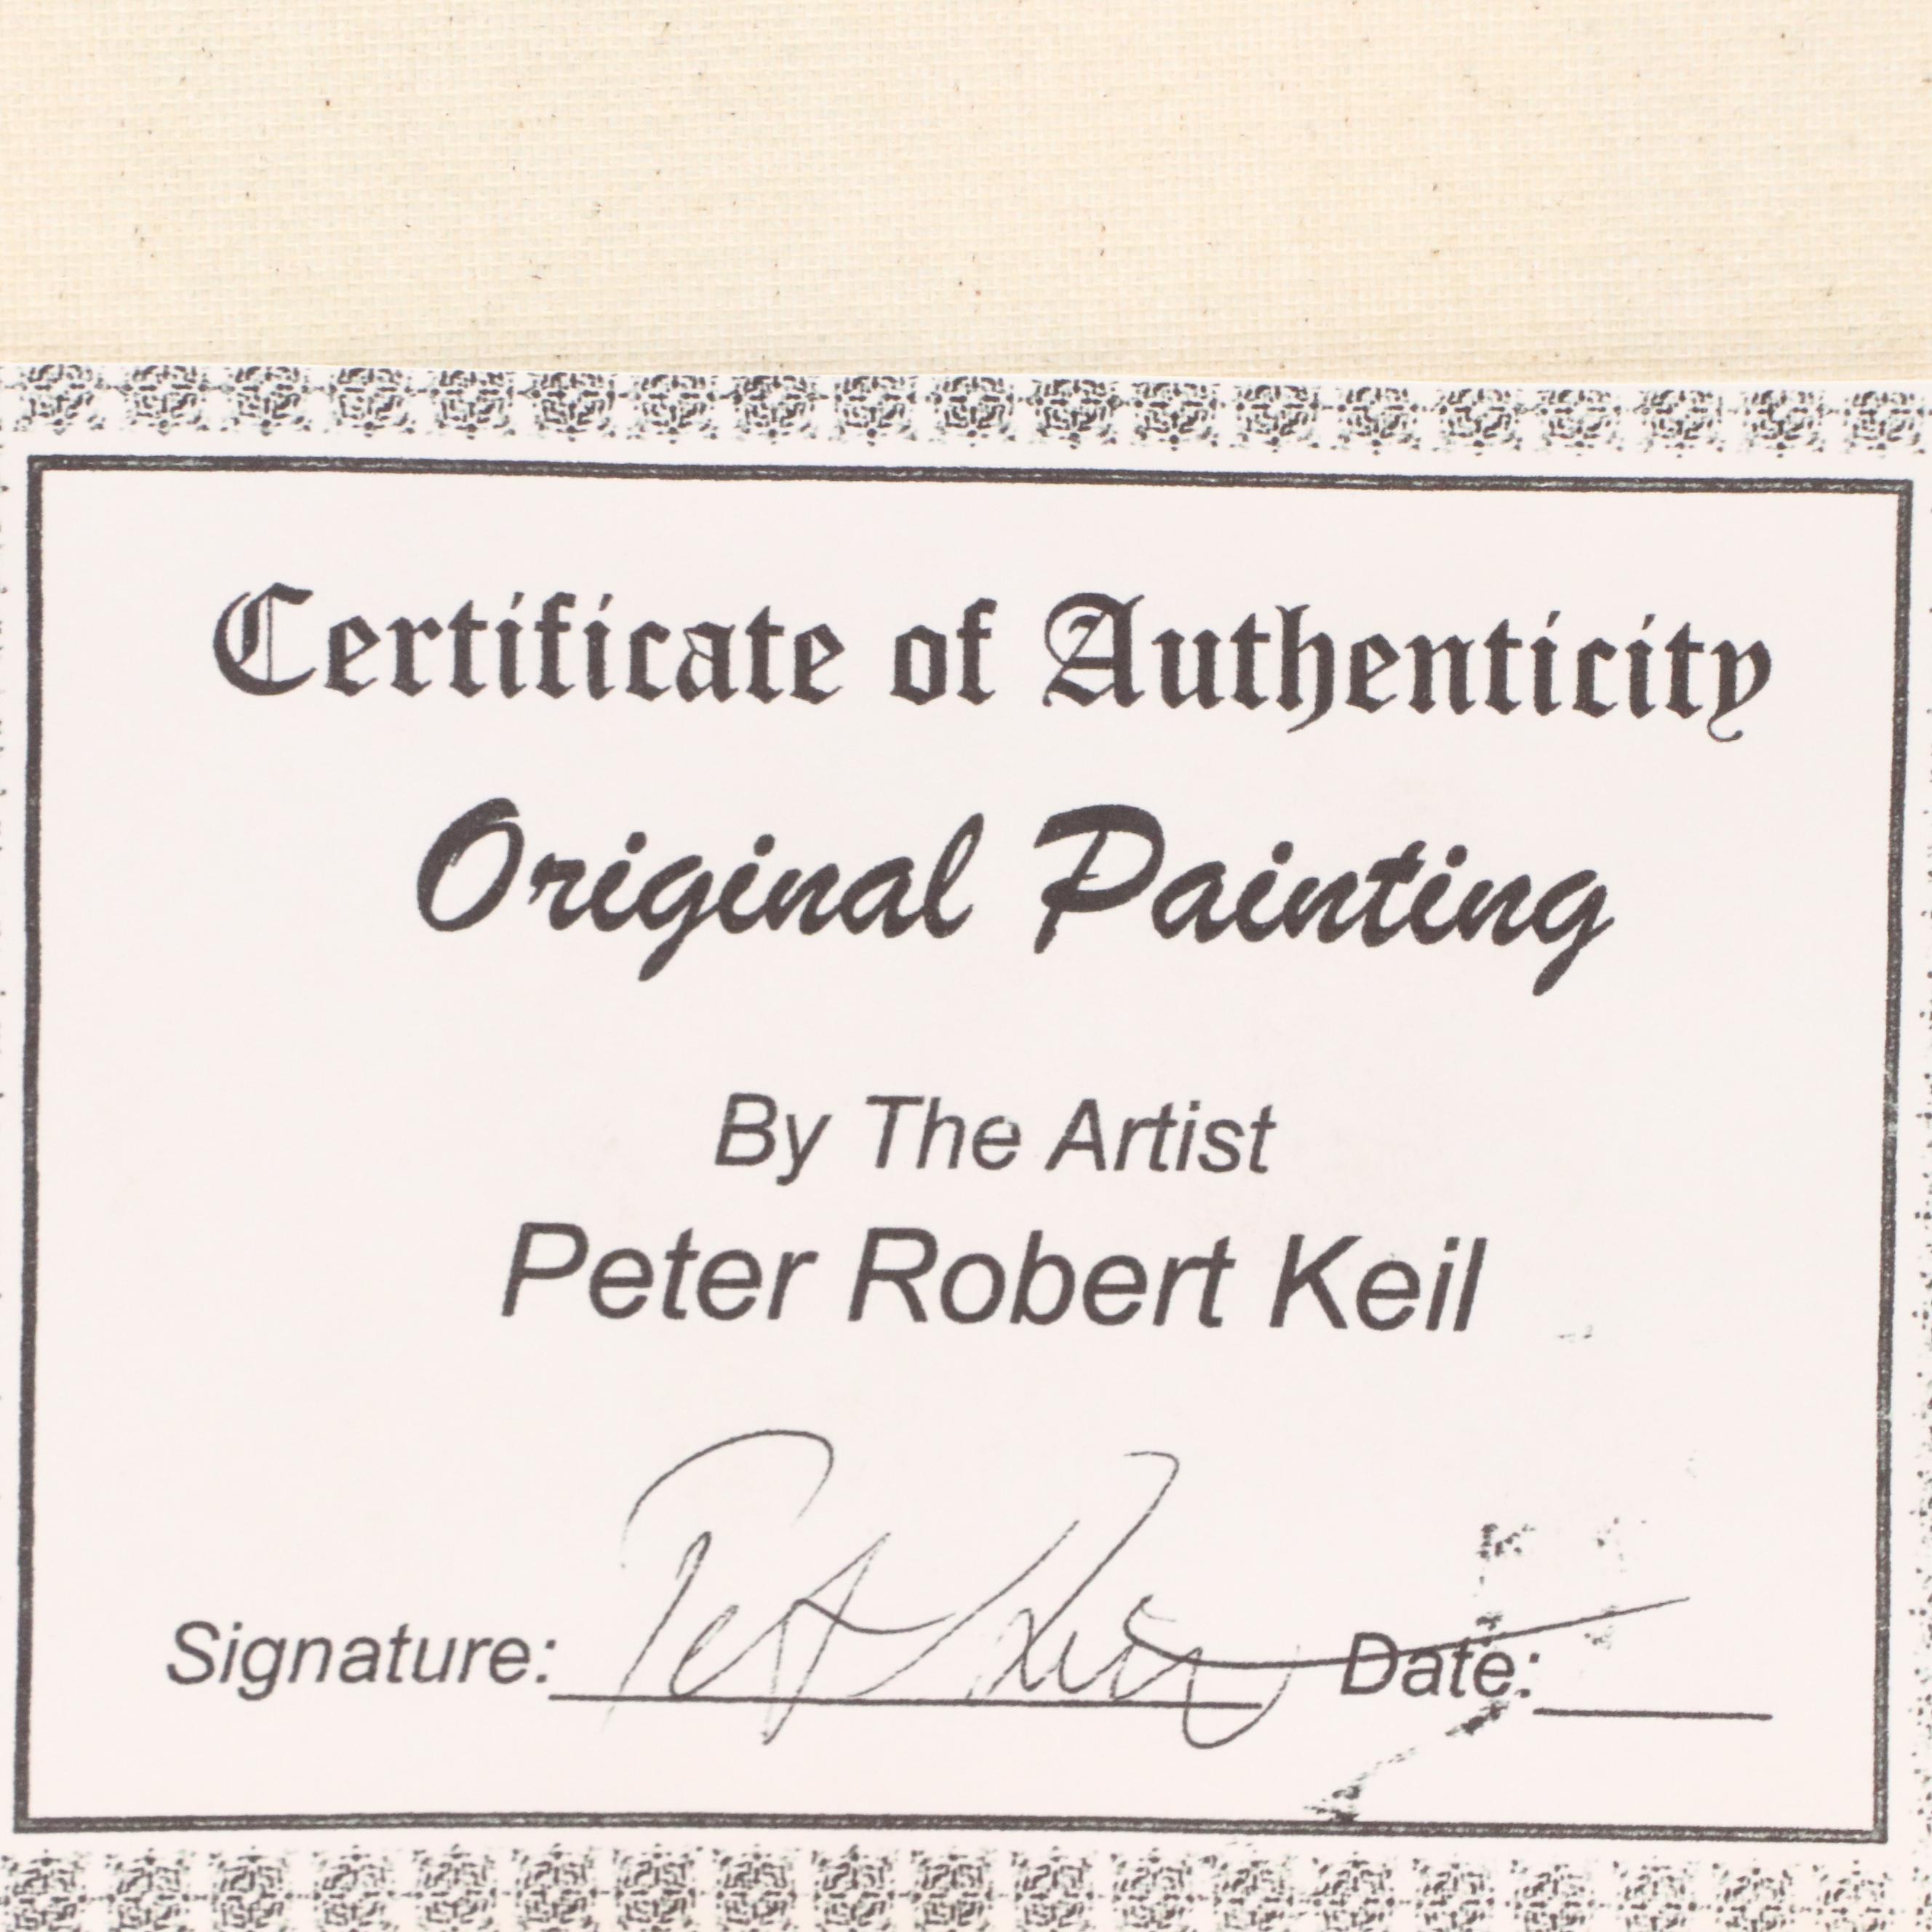 Certificate of Authenticity
Original Painting
By The Artist
Peter Robert Keil
Signature: Date: